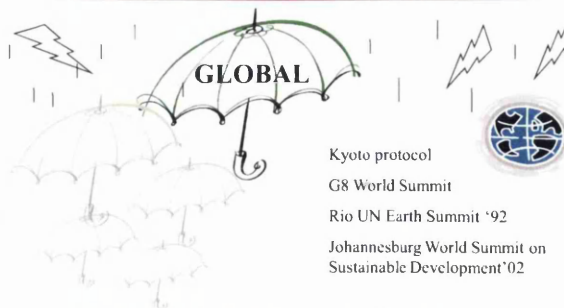 GLOBAL
Kyoto protocol
G8 World Summit
Rio UN Earth Summit ‘92
Johannesburg World Summit on
Sustainable Development’02